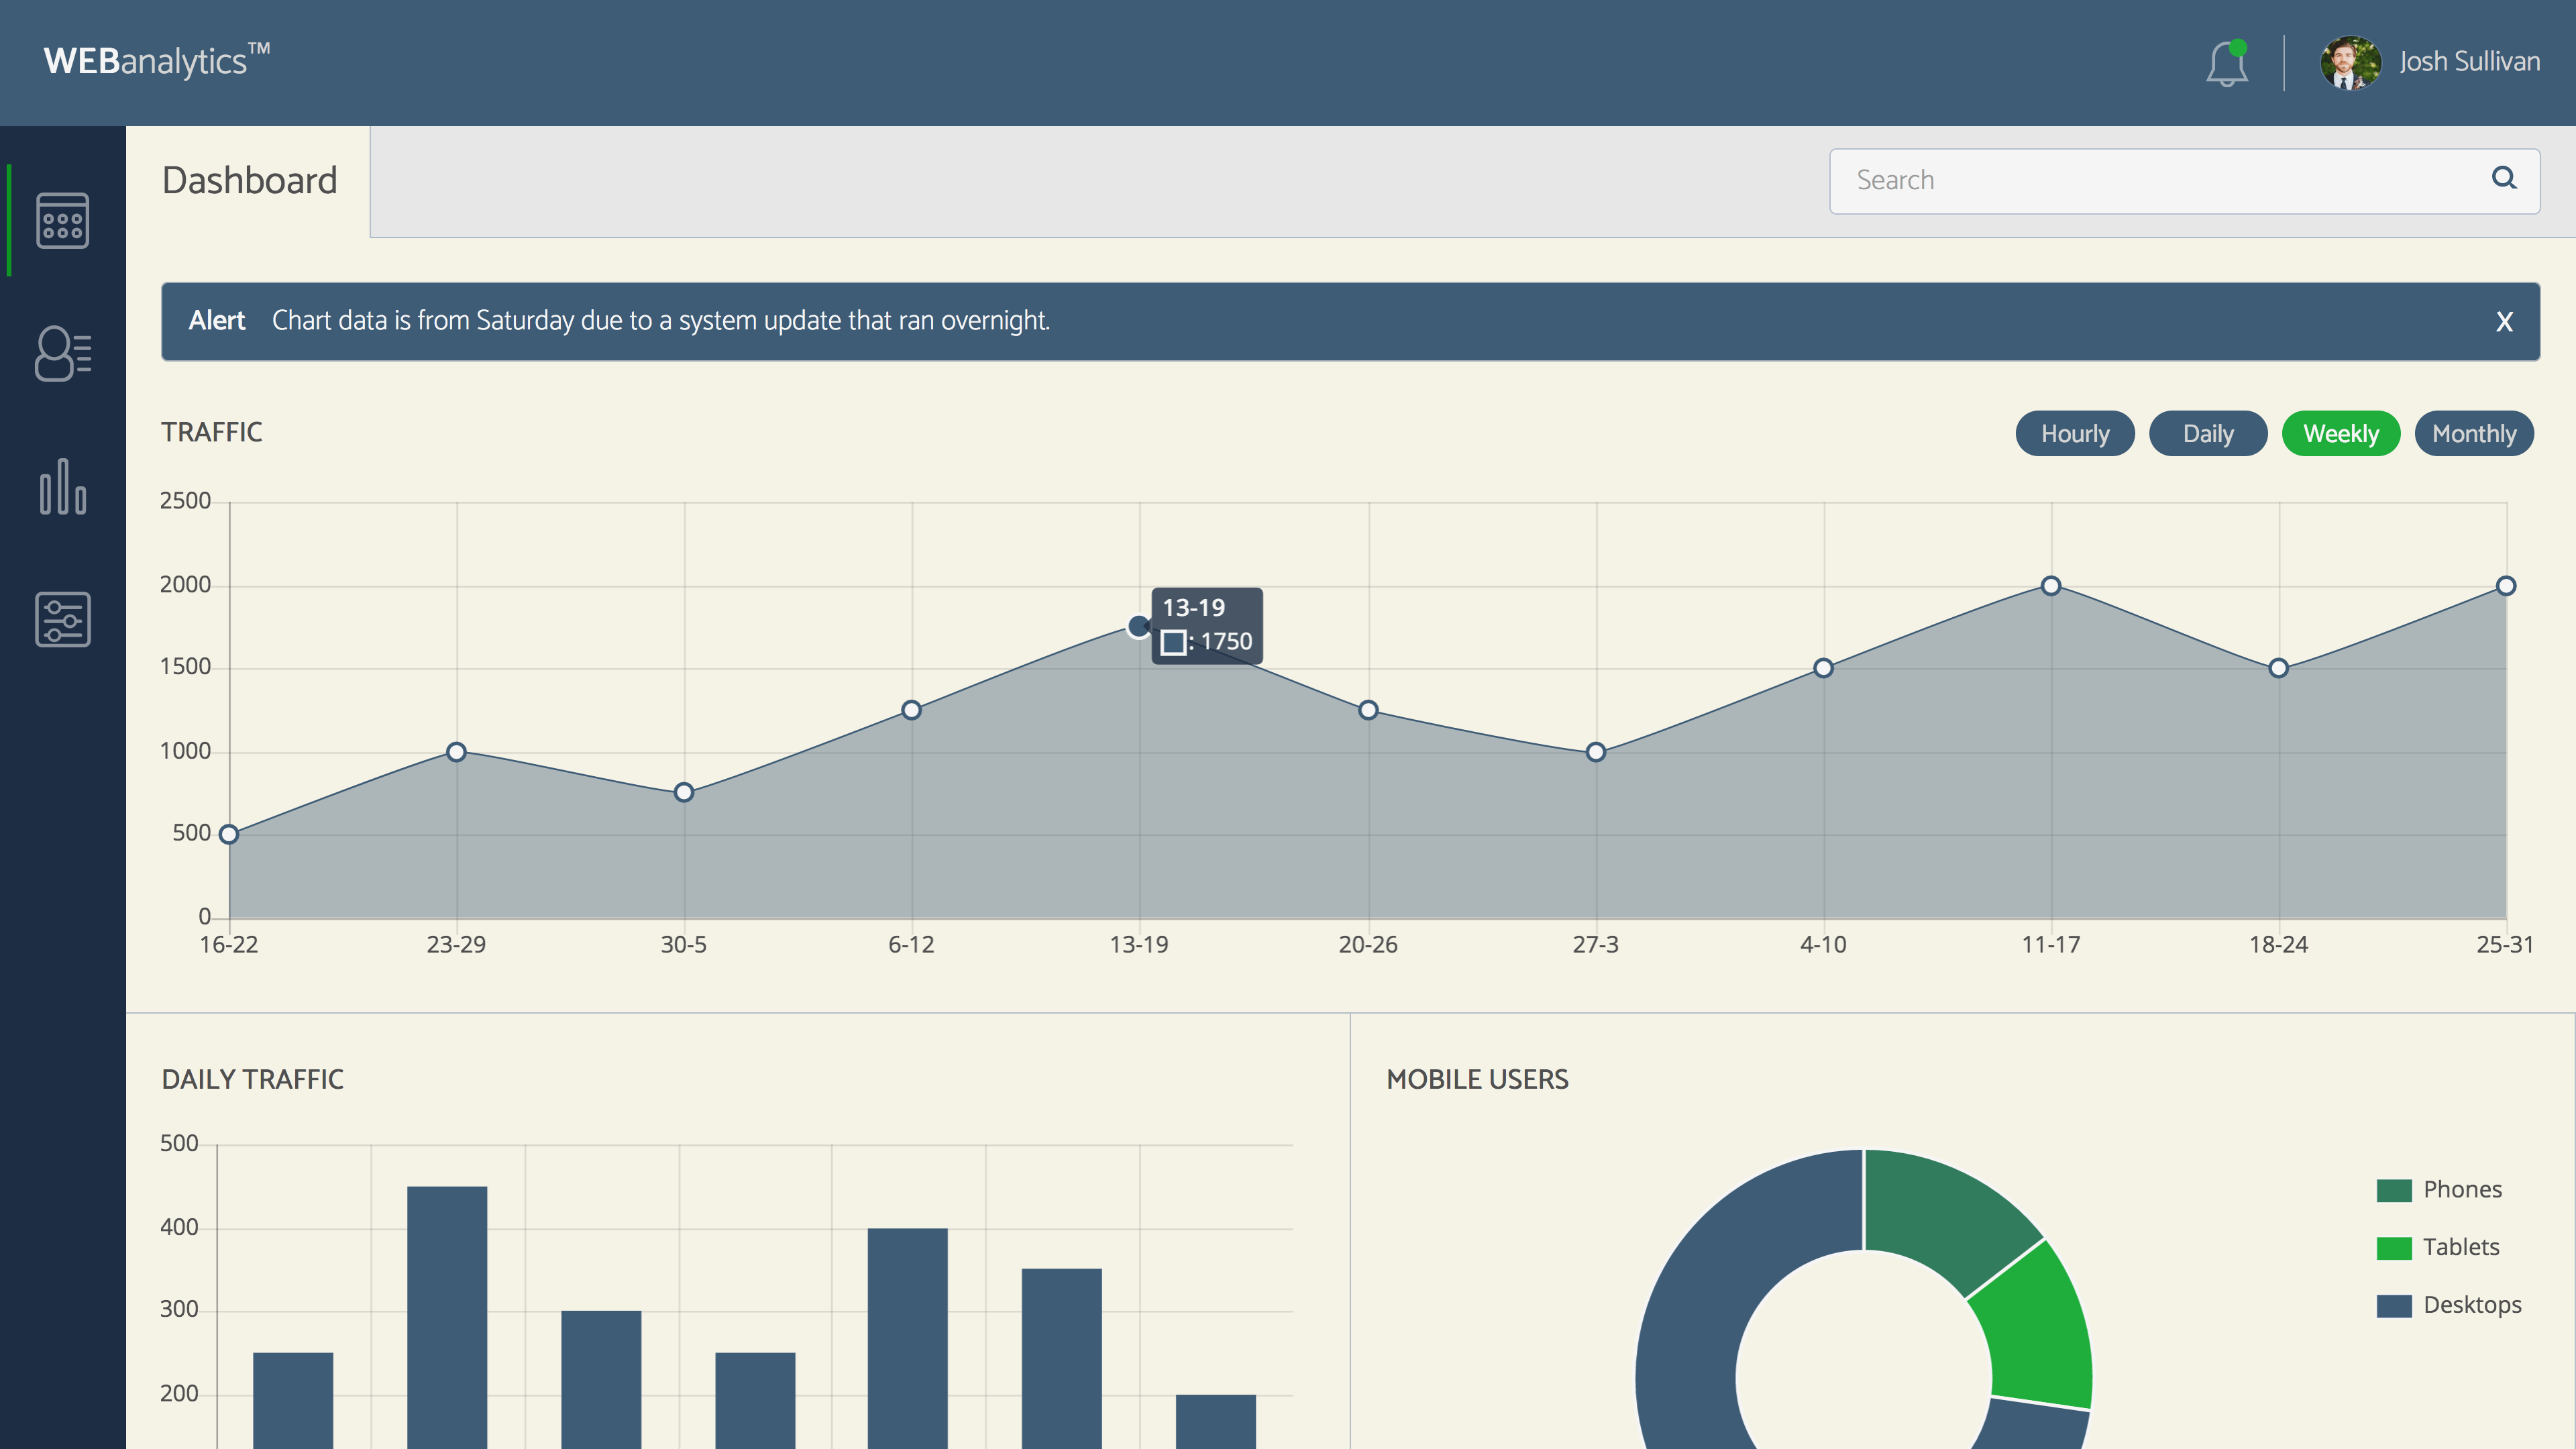 WEBanalytics™
Josh Sullivan
Dashboard
Search
Alert Chart data is from Saturday due to a system update that ran overnight. X
TRAFFIC
Hourly Daily Weekly Monthly
2500
2000
1500
1000
500
0
13-19
: 1750
16-22 23-29 30-5 6-12 13-19 20-26 27-3 4-10 11-17 18-24 25-31
DAILY TRAFFIC
500
400
300
200
MOBILE USERS
Phones
Tablets
Desktops